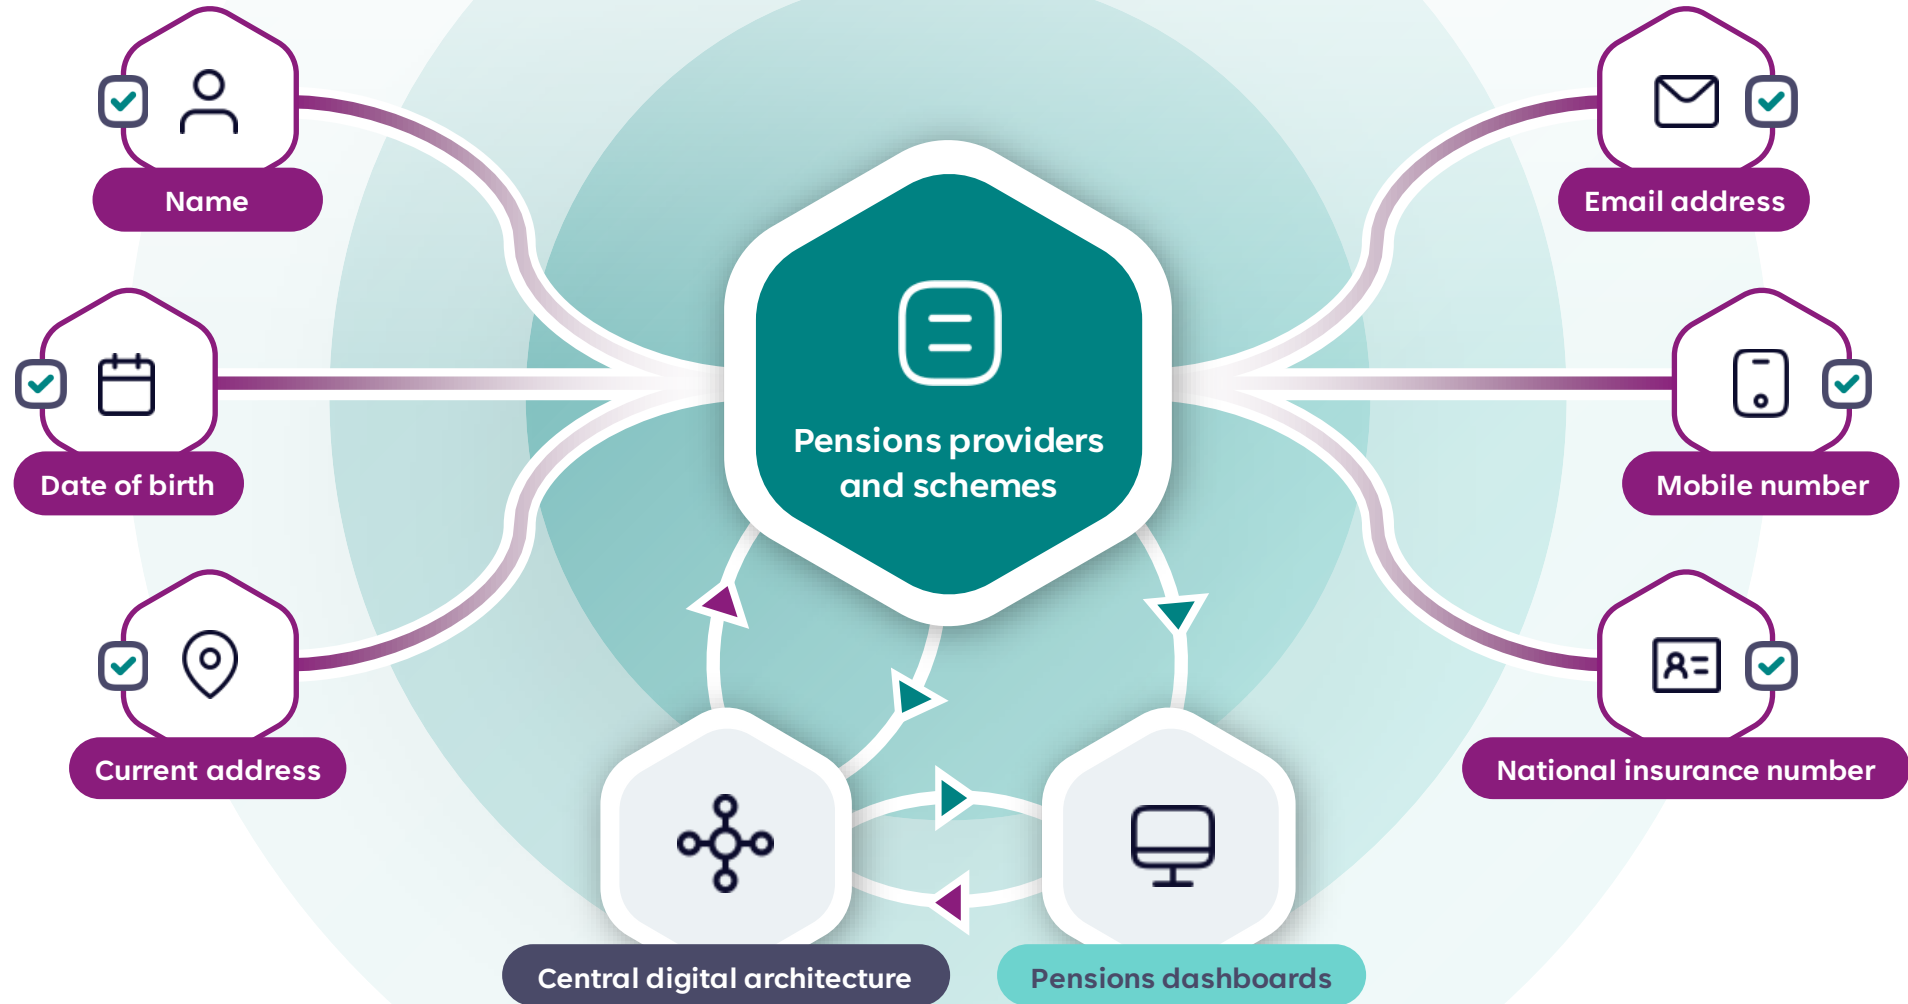 Name
Email address
Pensions providers
and schemes
Date of birth
Mobile number
Current address
National insurance number
Central digital architecture
Pensions dashboards